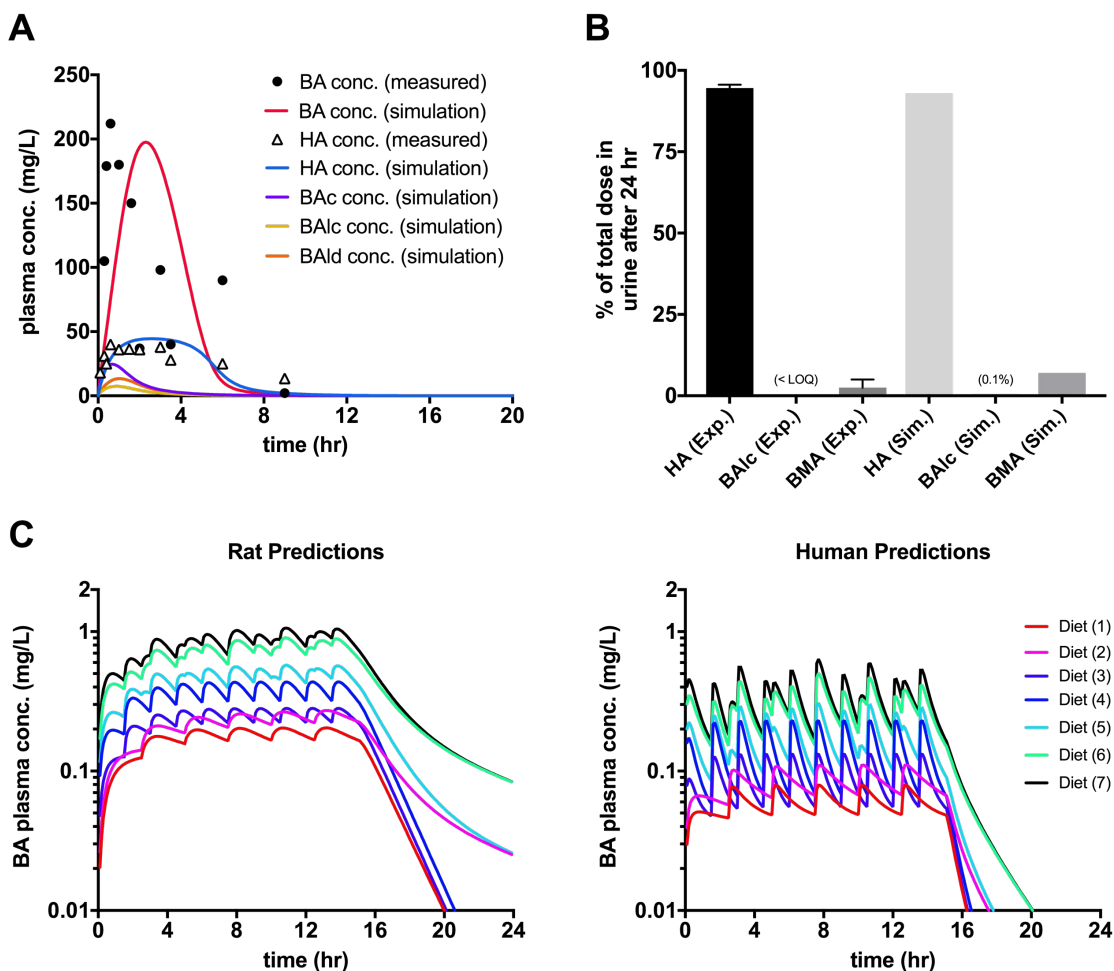 A
250
200
150
100
50
0
plasma conc. (mg/L)
0 4 8 12 16 20
time (hr)
BA conc. (measured)
BA conc. (simulation)
HA conc. (measured)
HA conc. (simulation)
BAc conc. (simulation)
BAlc conc. (simulation)
BAld conc. (simulation)
B
100
75
50
25
0
% of total dose in
urine after 24 hr
(< LOQ)
(0.1%)
HA (Exp.)
BAlc (Exp.)
BMA (Exp.)
HA (Sim.)
BAlc (Sim.)
BMA (Sim.)
C
Rat Predictions
2
1
0.1
0.01
BA plasma conc. (mg/L)
0 4 8 12 16 20 24
time (hr)
Human Predictions
2
1
0.1
0.01
BA plasma conc. (mg/L)
0 4 8 12 16 20 24
time (hr)
Diet (1)
Diet (2)
Diet (3)
Diet (4)
Diet (5)
Diet (6)
Diet (7)